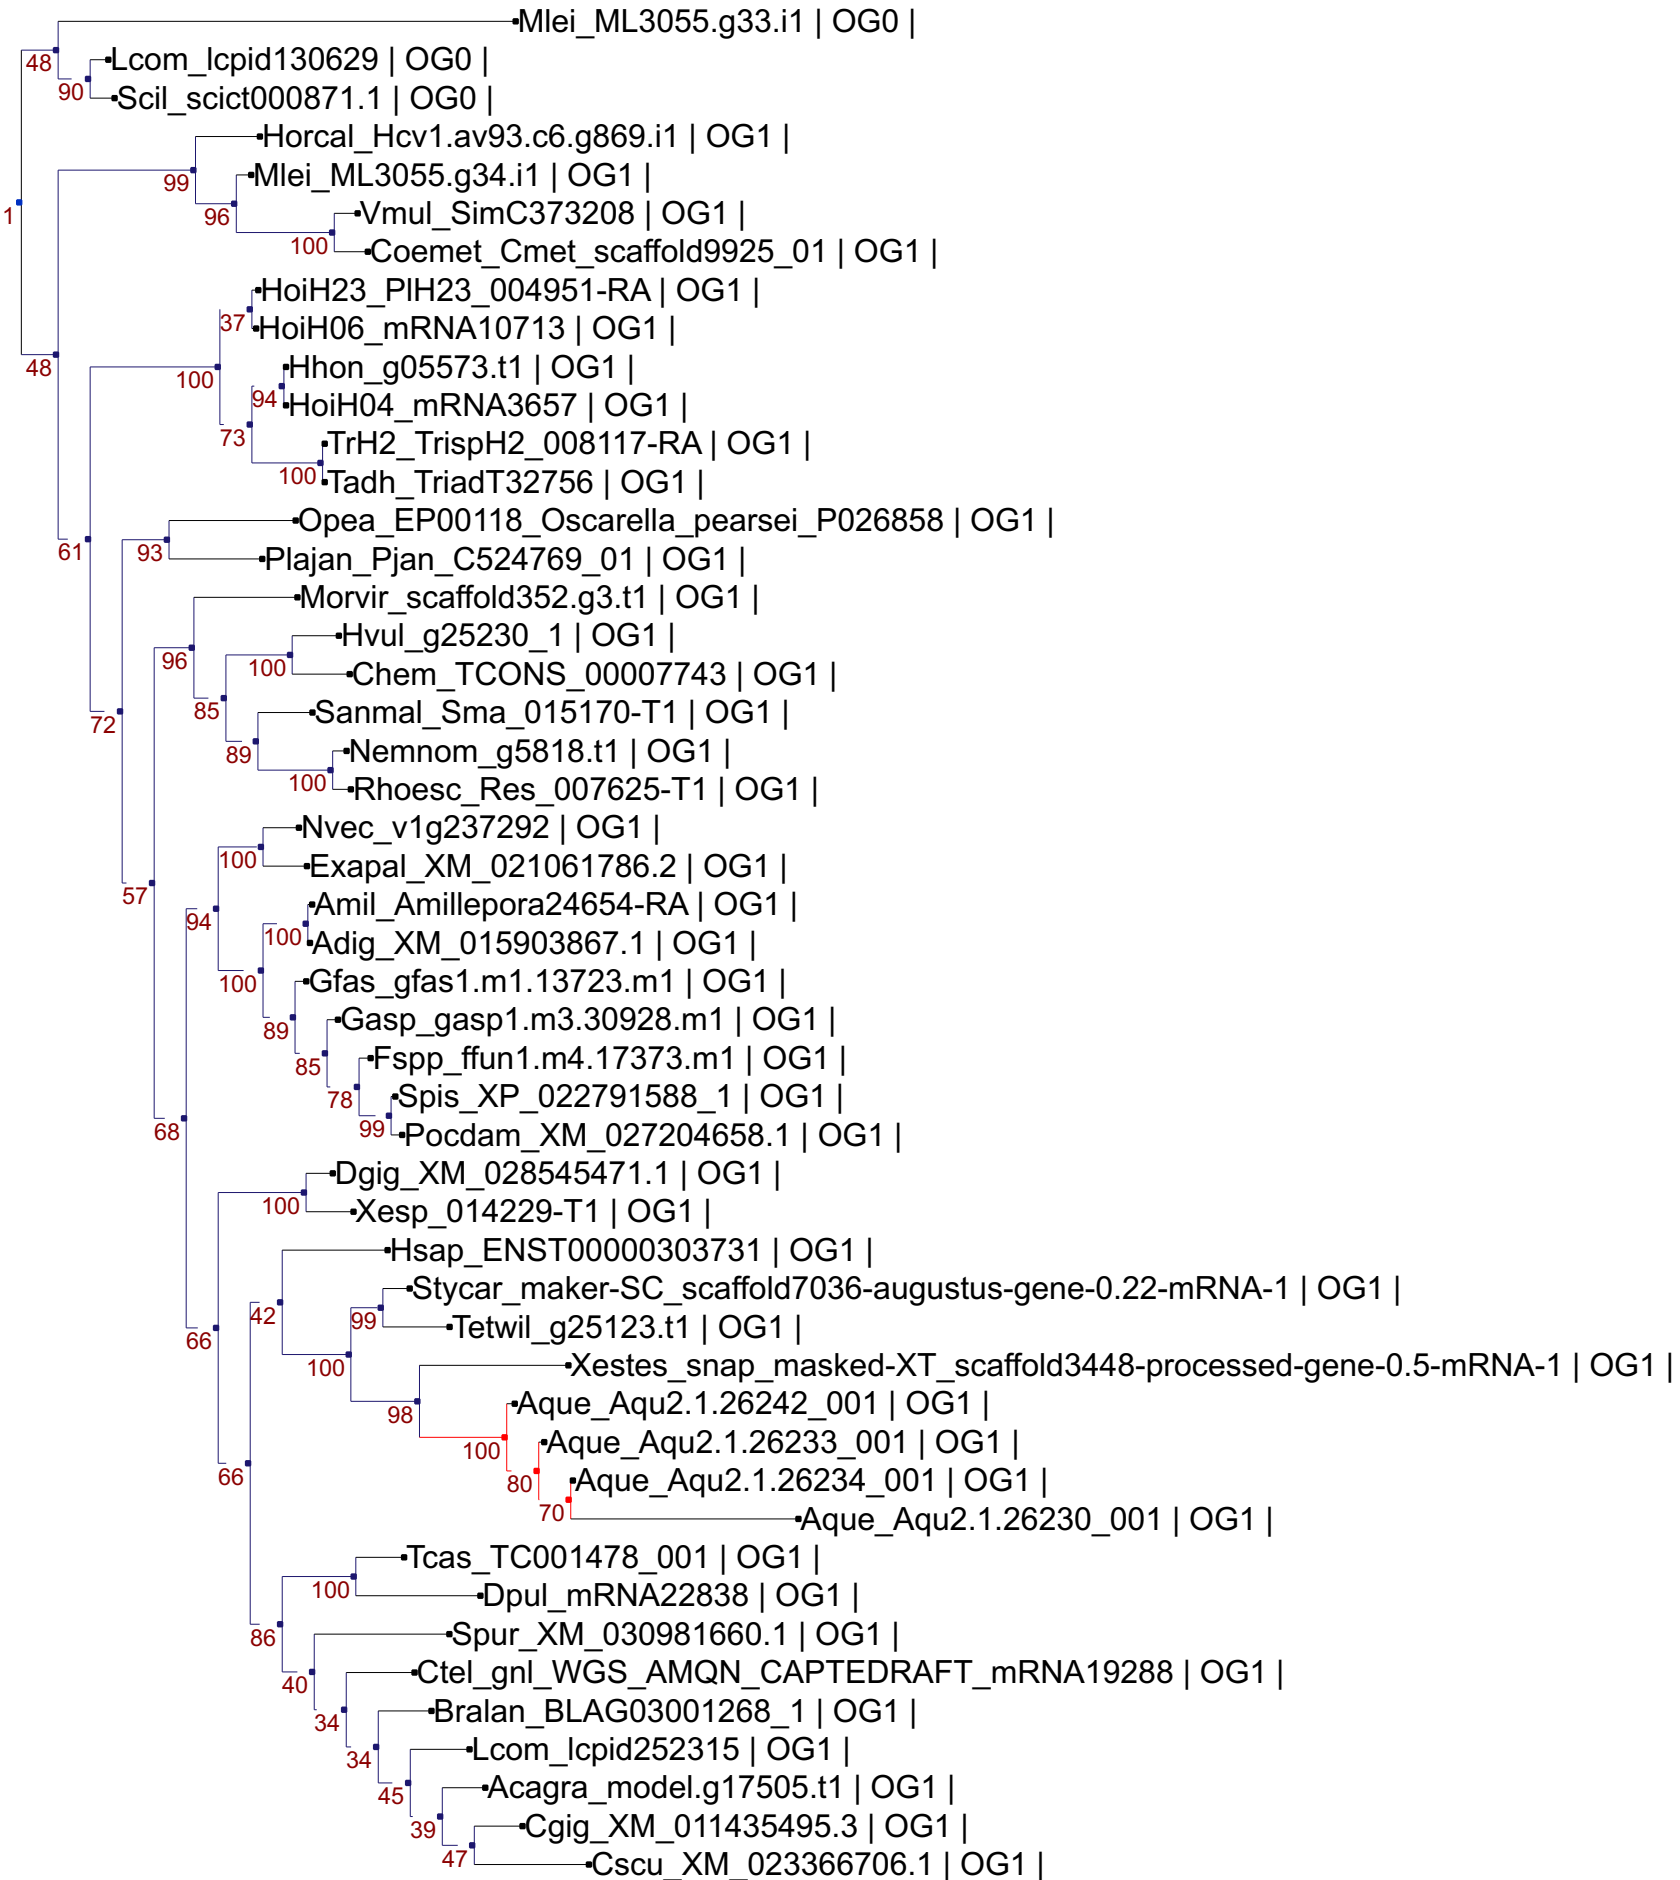 Mlei_ML3055.g33.i1 | OG0 |
48
Lcom_lcpid130629 | OG0 |
90
Scil_scict000871.1 | OG0 |
Horcal_Hcv1.av93.c6.g869.i1 | OG1 |
99
Mlei_ML3055.g34.i1 | OG1 |
1
96
Vmul_SimC373208 | OG1 |
100
Coemet_Cmet_scaffold9925_01 | OG1 |
HoiH23_PlH23_004951-RA | OG1 |
37
HoiH06_mRNA10713 | OG1 |
48
Hhon_g05573.t1 | OG1 |
100
94
HoiH04_mRNA3657 | OG1 |
73
TrH2_TrispH2_008117-RA | OG1 |
100
Tadh_TriadT32756 | OG1 |
Opea_EP00118_Oscarella_pearsei_P026858 | OG1 |
61
93
Plajan_Pjan_C524769_01 | OG1 |
Morvir_scaffold352.g3.t1 | OG1 |
Hvul_g25230_1 | OG1 |
96
100
Chem_TCONS_00007743 | OG1 |
85
Sanmal_Sma_015170-T1 | OG1 |
72
89
Nemnom_g5818.t1 | OG1 |
100
Rhoesc_Res_007625-T1 | OG1 |
Nvec_v1g237292 | OG1 |
100
Exapal_XM_021061786.2 | OG1 |
57
Amil_Amillepora24654-RA | OG1 |
94
100
Adig_XM_015903867.1 | OG1 |
100
Gfas_gfas1.m1.13723.m1 | OG1 |
89
Gasp_gasp1.m3.30928.m1 | OG1 |
85
Fspp_ffun1.m4.17373.m1 | OG1 |
78
Spis_XP_022791588_1 | OG1 |
99
68
Pocdam_XM_027204658.1 | OG1 |
Dgig_XM_028545471.1 | OG1 |
100
Xesp_014229-T1 | OG1 |
Hsap_ENST00000303731 | OG1 |
42
Stycar_maker-SC_scaffold7036-augustus-gene-0.22-mRNA-1 | OG1 |
99
66
Tetwil_g25123.t1 | OG1 |
100
Xestes_snap_masked-XT_scaffold3448-processed-gene-0.5-mRNA-1 | OG1 |
98
Aque_Aqu2.1.26242_001 | OG1 |
100
Aque_Aqu2.1.26233_001 | OG1 |
66
80
Aque_Aqu2.1.26234_001 | OG1 |
70
Aque_Aqu2.1.26230_001 | OG1 |
Tcas_TC001478_001 | OG1 |
100
Dpul_mRNA22838 | OG1 |
86
Spur_XM_030981660.1 | OG1 |
40
Ctel_gnl_WGS_AMQN_CAPTEDRAFT_mRNA19288 | OG1 |
34
Bralan_BLAG03001268_1 | OG1 |
34
Lcom_lcpid252315 | OG1 |
45
Acagra_model.g17505.t1 | OG1 |
39
Cgig_XM_011435495.3 | OG1 |
47
Cscu_XM_023366706.1 | OG1 |